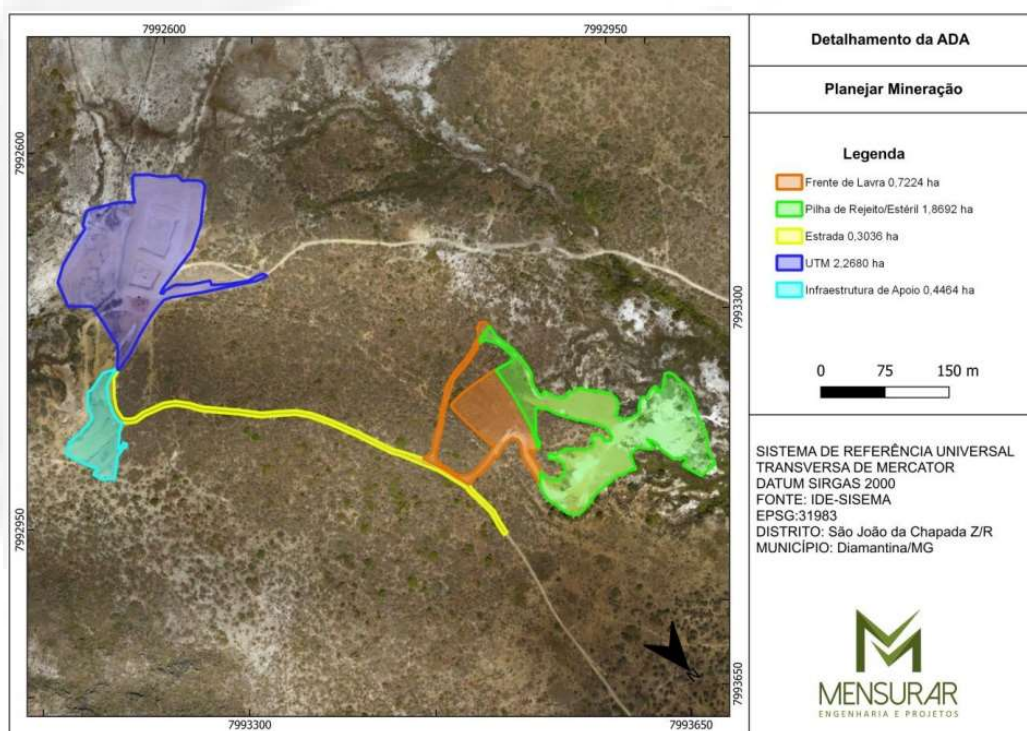 7992600
7992950
7992600
7993300
7992950
7993650
7993300
7993650
Detalhamento da ADA
Planejar Mineração
Legenda
Frente de Lavra 0,7224 ha
Pilha de Rejeito/Estéril 1,8692 ha
Estrada 0,3036 ha
UTM 2,2680 ha
Infraestrutura de Apoio 0,4464 ha
0 75 150 m
SISTEMA DE REFERÊNCIA UNIVERSAL
TRANSVERSA DE MERCATOR
DATUM SIRGAS 2000
FONTE: IDE-SISEMA
EPSG:31983
DISTRITO: São João da Chapada Z/R
MUNICÍPIO: Diamantina/MG
MENSURAR
ENGENHARIA E PROJETOS